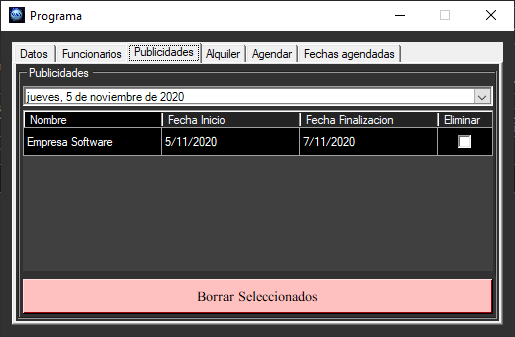 Programa
Datos Funcionarios Publicidades Alquiler Agendar Fechas agendadas
Publicidades
jueves, 5 de noviembre de 2020
Nombre Fecha Inicio Fecha Finalizacion Eliminar
Empresa Software 5/11/2020 7/11/2020
Borrar Seleccionados